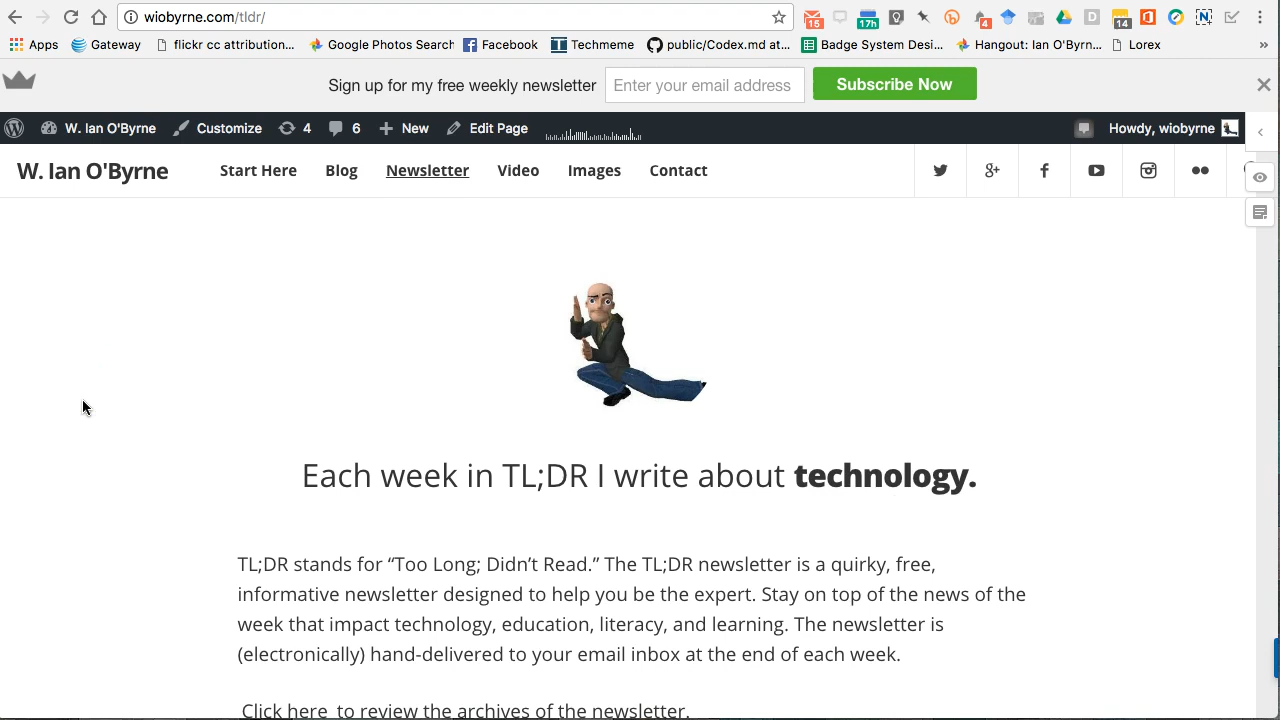 wiobyrne.com/tldr/
15
17h
4
14
Apps
Gateway
flickr cc attribution...
Google Photos Search
Facebook
Techmeme
public/Codex.md at...
Badge System Desi...
Hangout: Ian O'Bryn...
Lorex
»
Sign up for my free weekly newsletter
Enter your email address
Subscribe Now
W. Ian O'Byrne
Customize
4
6
New
Edit Page
Howdy, wiobyrne
W. Ian O'Byrne
Start Here
Blog
Newsletter
Video
Images
Contact
Each week in TL;DR I write about technology.
TL;DR stands for “Too Long; Didn’t Read.” The TL;DR newsletter is a quirky, free,
informative newsletter designed to help you be the expert. Stay on top of the news of the
week that impact technology, education, literacy, and learning. The newsletter is
(electronically) hand-delivered to your email inbox at the end of each week.
Click here to review the archives of the newsletter.